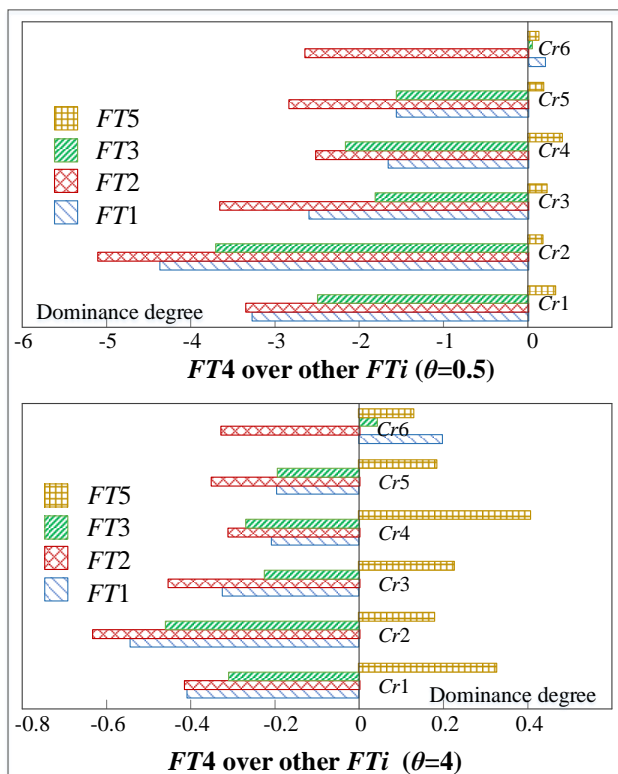 Cr6
Cr5
FT5
Cr4
FT3
FT2
Cr3
FT1
Cr2
Dominance degree
Cr1
-6 -5 -4 -3 -2 -1 0 1
FT4 over other FTi (θ=0.5)
Cr6
Cr5
FT5
FT3
Cr4
FT2
Cr3
FT1
Cr2
Cr1
Dominance degree
-0.8 -0.6 -0.4 -0.2 0 0.2 0.4
FT4 over other FTi (θ=4)